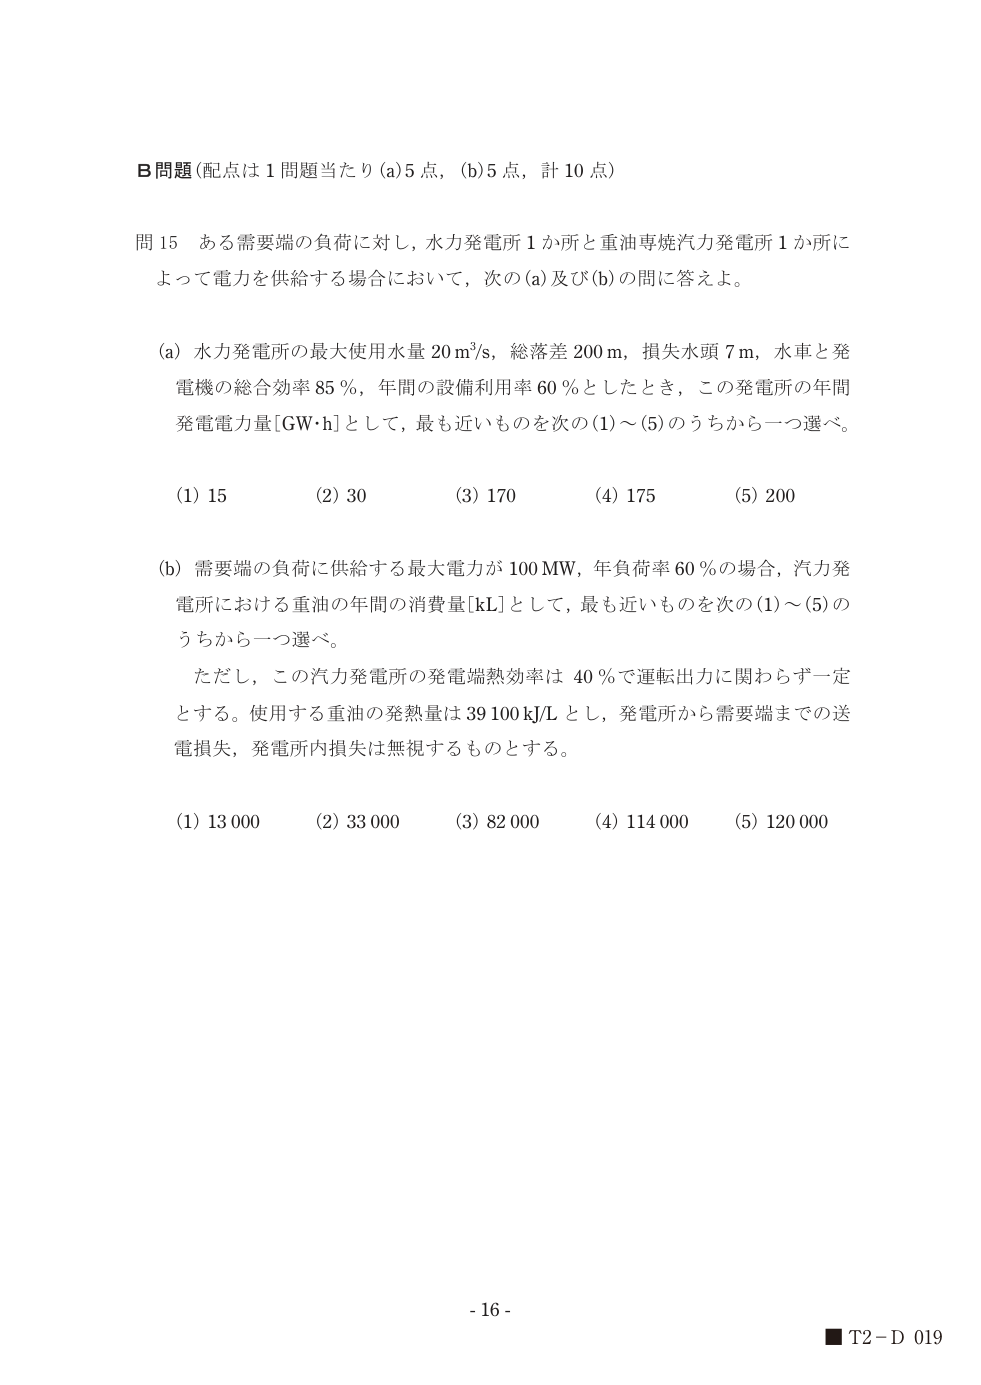 B問題(配点は1問題当たり(a)5点，(b)5点，計10点)
問15　ある需要端の負荷に対し，水力発電所1か所と重油専焼汽力発電所1か所に
よって電力を供給する場合において，次の(a)及び(b)の問に答えよ。
(a) 水力発電所の最大使用水量20 m³/s，総落差200 m，損失水頭7 m，水車と発
電機の総合効率85 %，年間の設備利用率60 %としたとき，この発電所の年間
発電電力量[GW･h]として，最も近いものを次の(1)～(5)のうちから一つ選べ。
(1) 15　(2) 30　(3) 170　(4) 175　(5) 200
(b) 需要端の負荷に供給する最大電力が100 MW，年負荷率60 %の場合，汽力発
電所における重油の年間の消費量[kL]として，最も近いものを次の(1)～(5)の
うちから一つ選べ。
ただし，この汽力発電所の発電端熱効率は 40 %で運転出力に関わらず一定
とする。使用する重油の発熱量は39 100 kJ/Lとし，発電所から需要端までの送
電損失，発電所内損失は無視するものとする。
(1) 13 000　(2) 33 000　(3) 82 000　(4) 114 000　(5) 120 000
- 16 -
■ T2－D 019